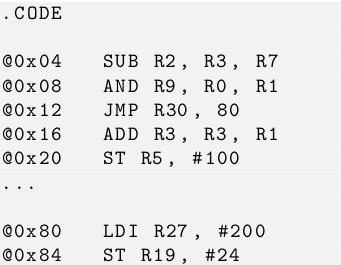 .CODE
@0x04 SUB R2, R3, R7
@0x08 AND R9, R0, R1
@0x12 JMP R30, 80
@0x16 ADD R3, R3, R1
@0x20 ST R5, #100
...
@0x80 LDI R27, #200
@0x84 ST R19, #24